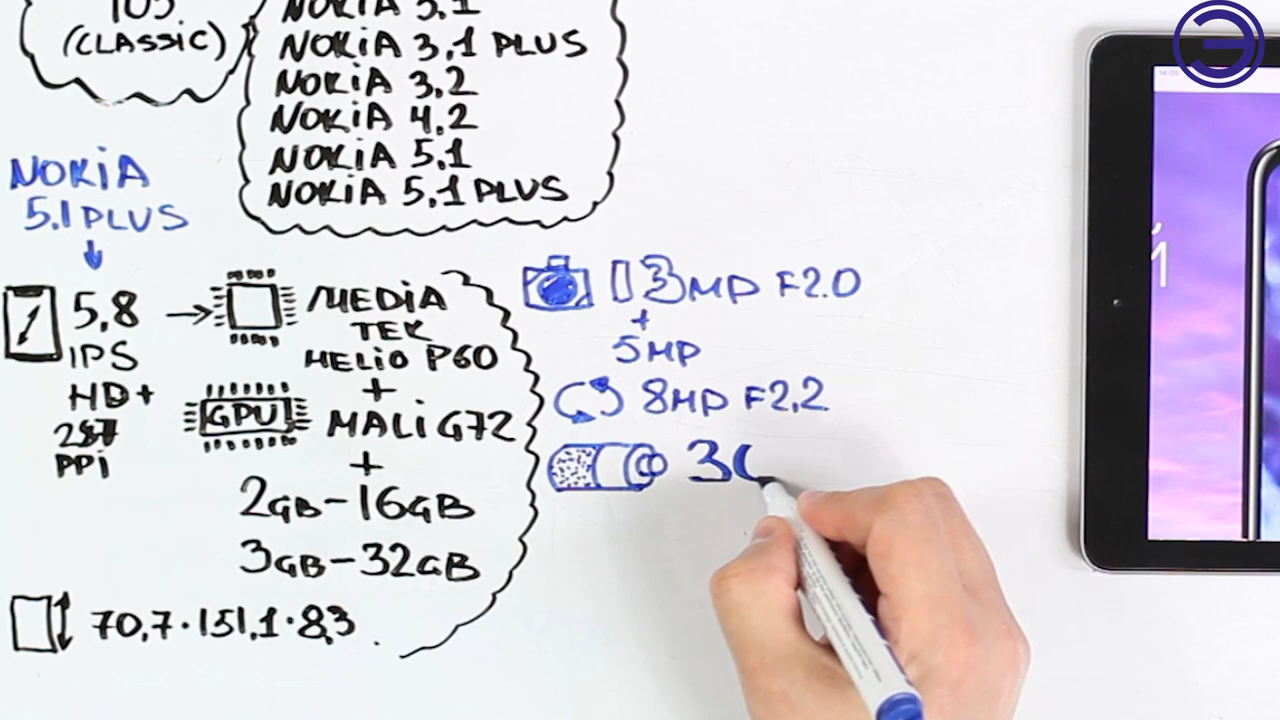 105
(CLASSIC)
NOKIA 3.1
NOKIA 3,1 PLUS
NOKIA 3,2
NOKIA 4.2
NOKIA 5.1
NOKIA 5,1 PLUS
NOKIA
5.1 PLUS
5,8
IPS
HD+
PPi
MEDIA
TEK
HELIO P60
+
GPU
MALI G72
+
2GB-16GB
3GB-32GB
70,7·151,1·8,3
13MP F2.0
+
5MP
8MP F2,2
30